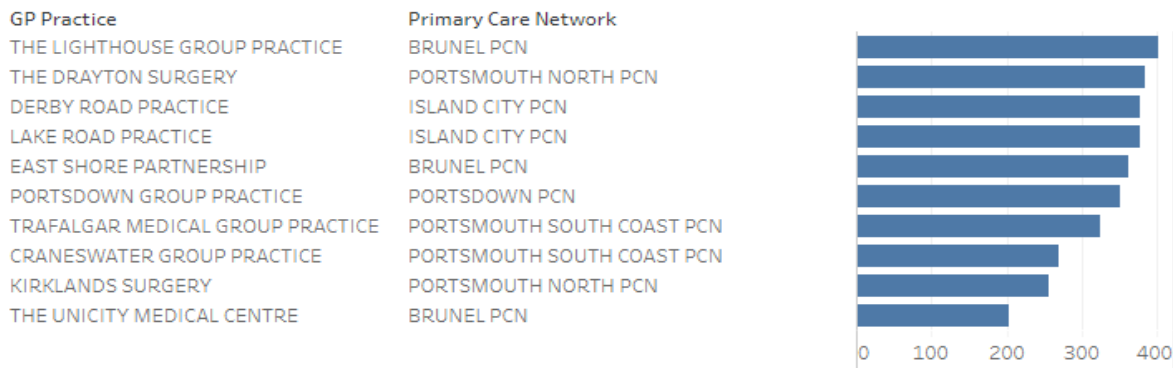 GP Practice Primary Care Network
THE LIGHTHOUSE GROUP PRACTICE BRUNEL PCN
THE DRAYTON SURGERY PORTSMOUTH NORTH PCN
DERBY ROAD PRACTICE ISLAND CITY PCN
LAKE ROAD PRACTICE ISLAND CITY PCN
EAST SHORE PARTNERSHIP BRUNEL PCN
PORTSDOWN GROUP PRACTICE PORTSDOWN PCN
TRAFALGAR MEDICAL GROUP PRACTICE PORTSMOUTH SOUTH COAST PCN
CRANESWATER GROUP PRACTICE PORTSMOUTH SOUTH COAST PCN
KIRKLANDS SURGERY PORTSMOUTH NORTH PCN
THE UNICITY MEDICAL CENTRE BRUNEL PCN
0 100 200 300 400